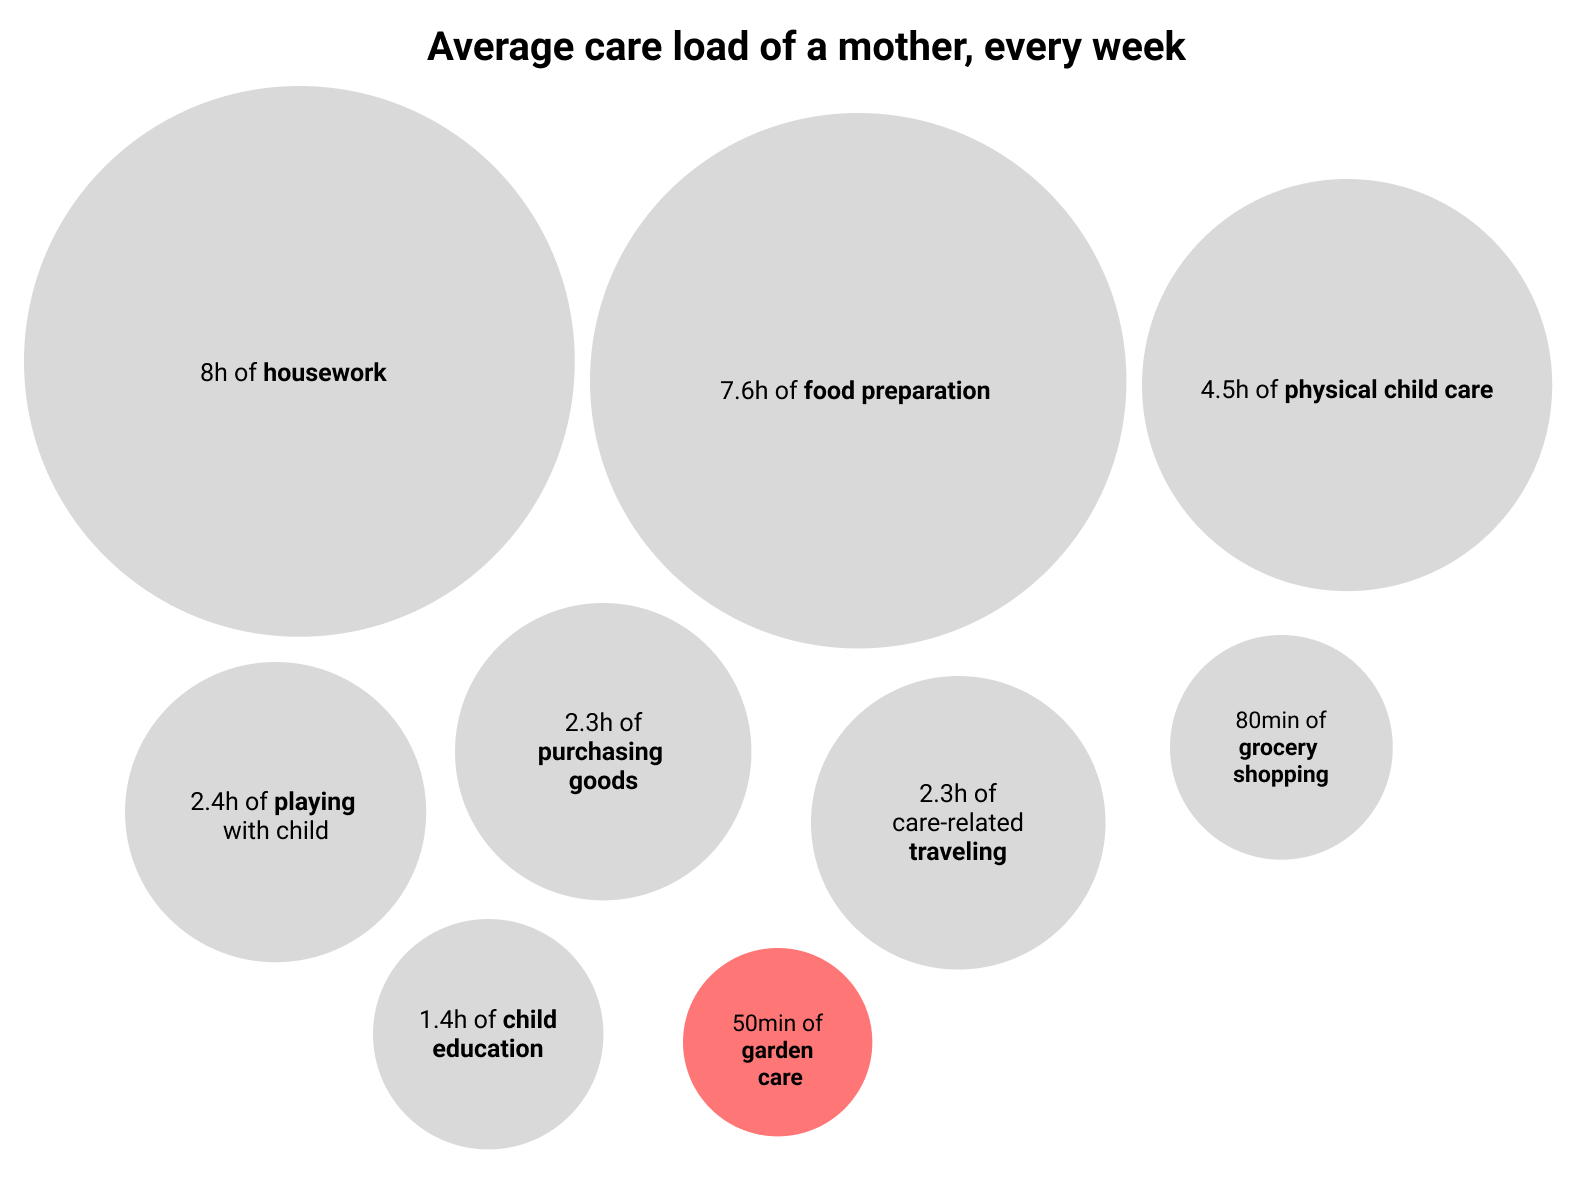 Average care load of a mother, every week
8h of housework
7.6h of food preparation
4.5h of physical child care
2.4h of playing
with child
2.3h of
purchasing
goods
2.3h of
care-related
traveling
80min of
grocery
shopping
1.4h of child
education
50min of
garden
care